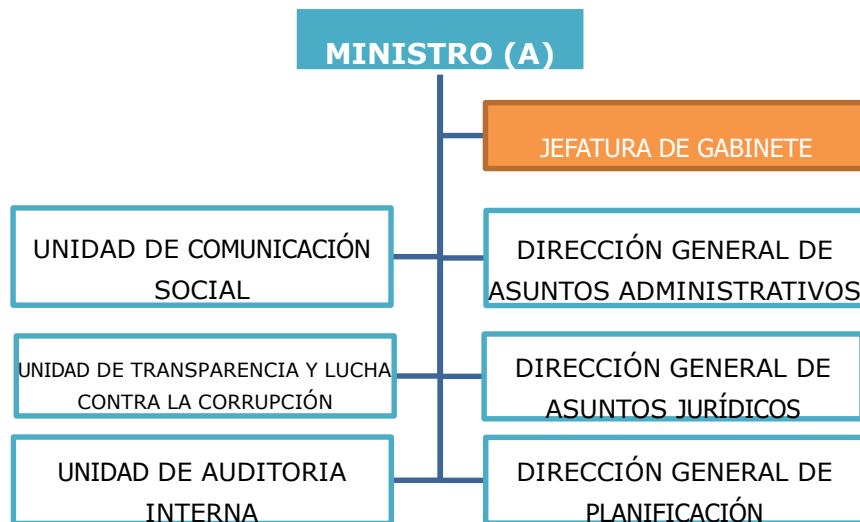 MINISTRO (A)
JEFATURA DE GABINETE
UNIDAD DE COMUNICACIÓN
SOCIAL
DIRECCIÓN GENERAL DE
ASUNTOS ADMINISTRATIVOS
UNIDAD DE TRANSPARENCIA Y LUCHA
CONTRA LA CORRUPCIÓN
DIRECCIÓN GENERAL DE
ASUNTOS JURÍDICOS
UNIDAD DE AUDITORIA
INTERNA
DIRECCIÓN GENERAL DE
PLANIFICACIÓN